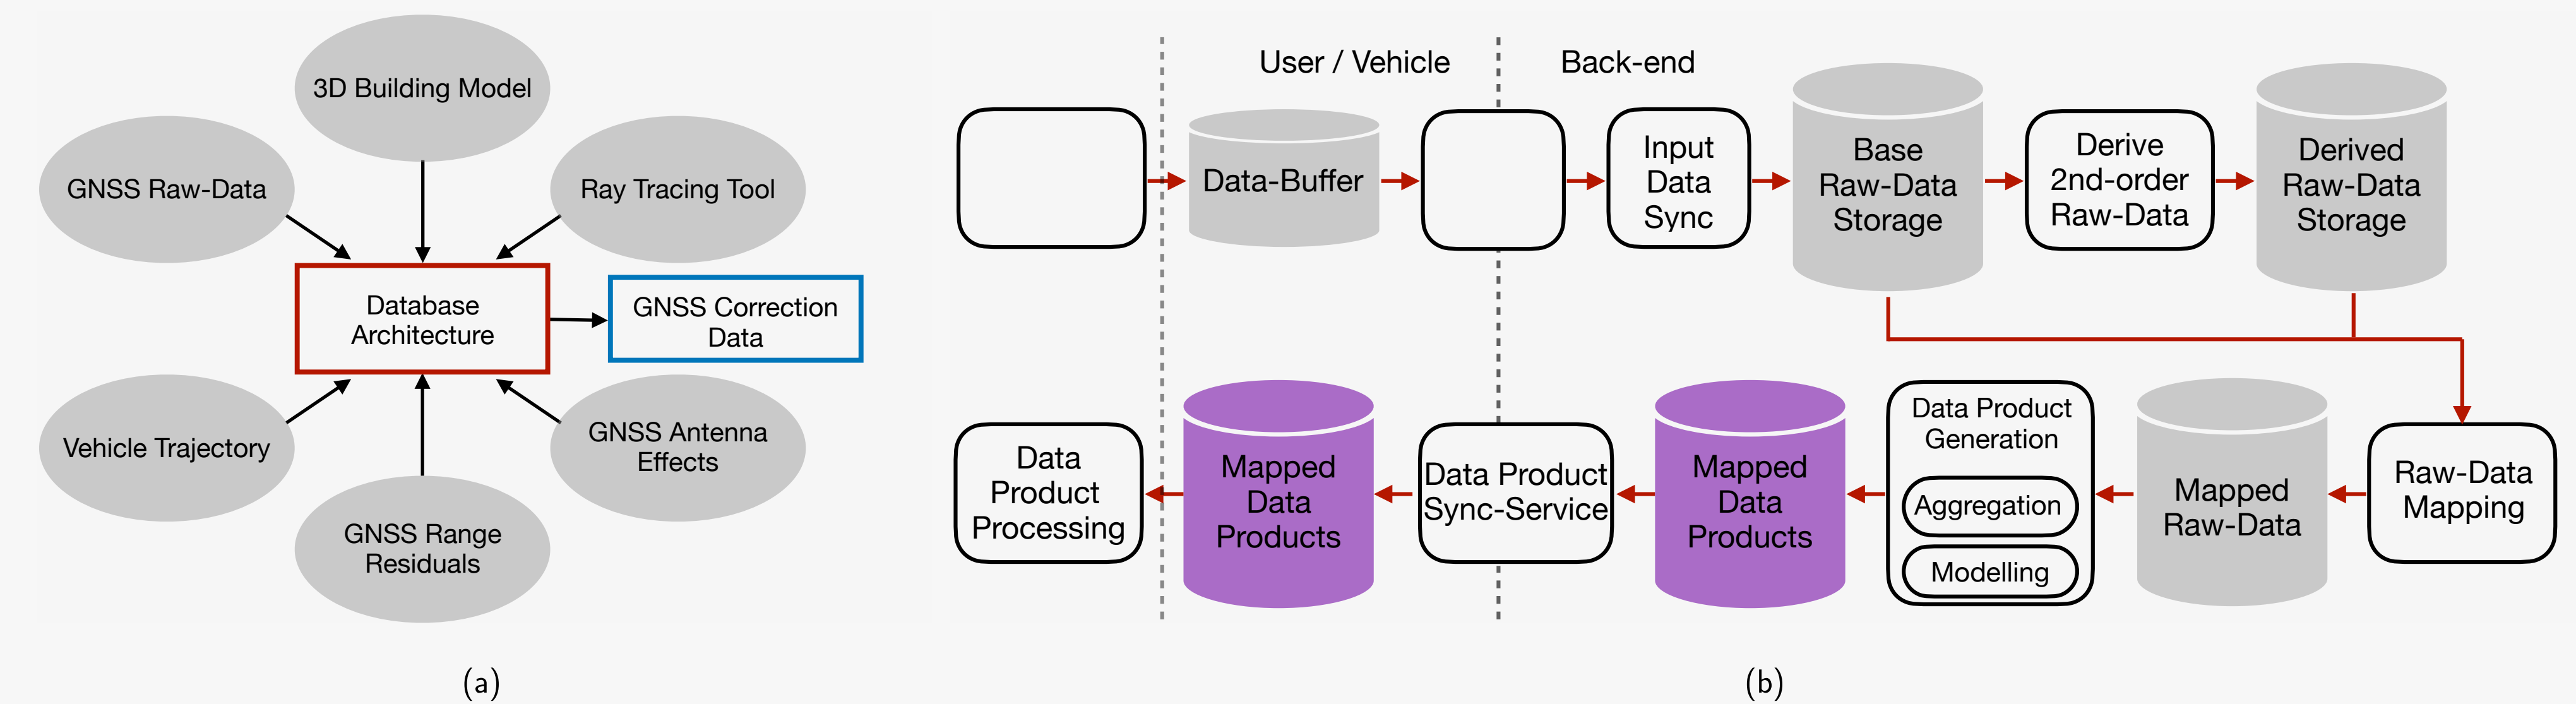 3D Building Model
GNSS Raw-Data
Ray Tracing Tool
Database
Architecture
GNSS Correction
Data
Vehicle Trajectory
GNSS Antenna
Effects
GNSS Range
Residuals
(a)
User / Vehicle
Back-end
Data-Buffer
Input
Data
Sync
Base
Raw-Data
Storage
Derive
2nd-order
Raw-Data
Derived
Raw-Data
Storage
Data
Product
Processing
Mapped
Data
Products
Data Product
Sync-Service
Mapped
Data
Products
Data Product
Generation
Aggregation
Modelling
Mapped
Raw-Data
Raw-Data
Mapping
(b)